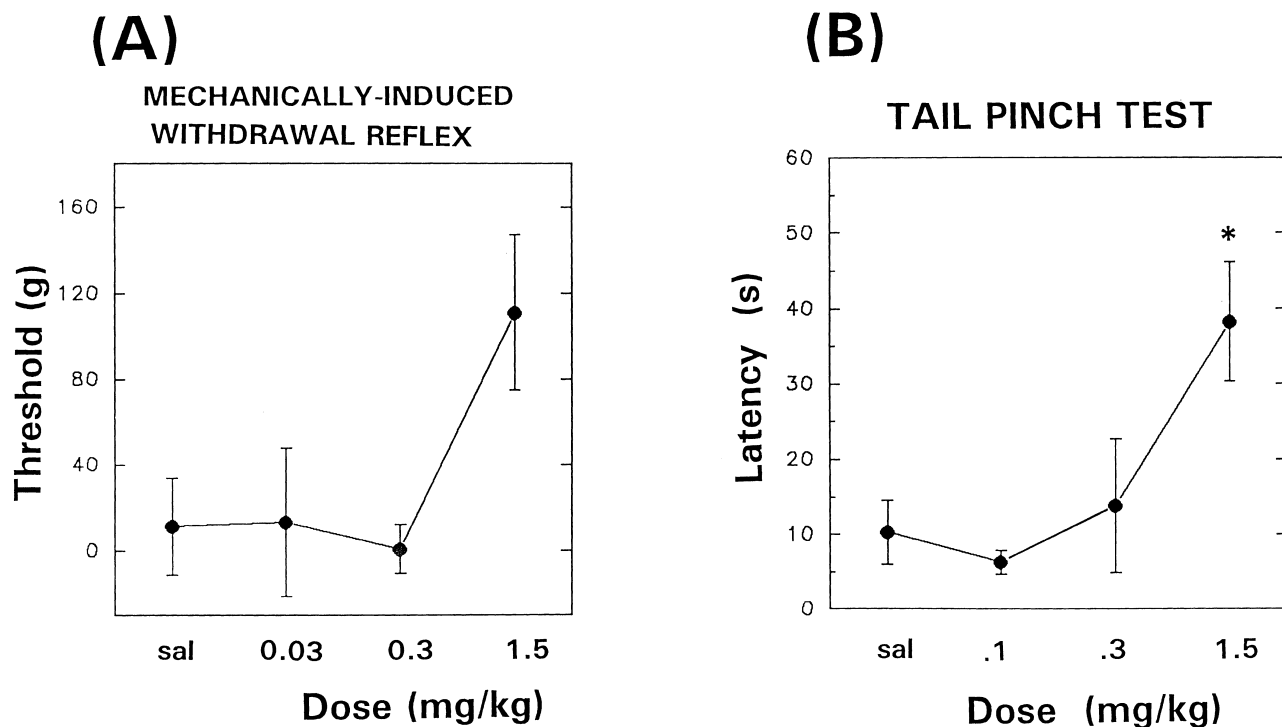 (A)
MECHANICALLY-INDUCED
WITHDRAWAL REFLEX
Threshold (g)
160
120
80
40
0
sal 0.03 0.3 1.5
Dose (mg/kg)
(B)
TAIL PINCH TEST
Latency (s)
60
50
40
30
20
10
0
*
sal .1 .3 1.5
Dose (mg/kg)